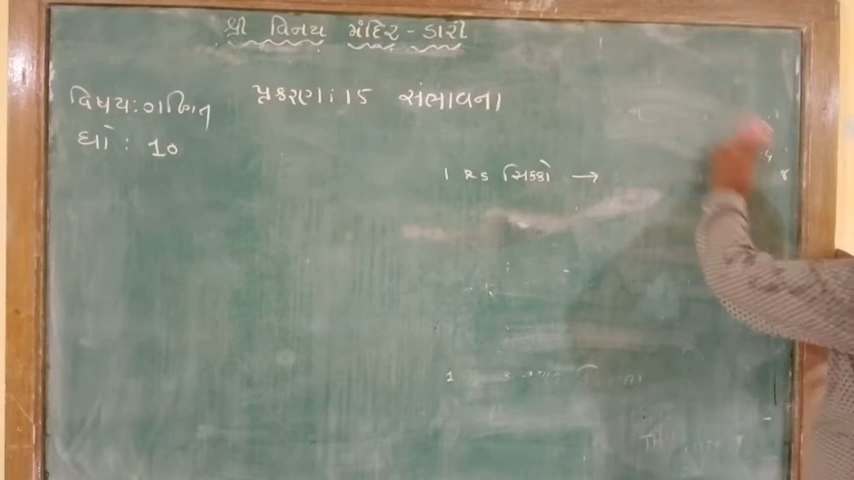 શ્રી વિનય મંદિર - ડારી
વિષય: ગણિત
પ્રકરણ: 15 સંભાવના
ધો: 10
1 Rs સિક્કો →